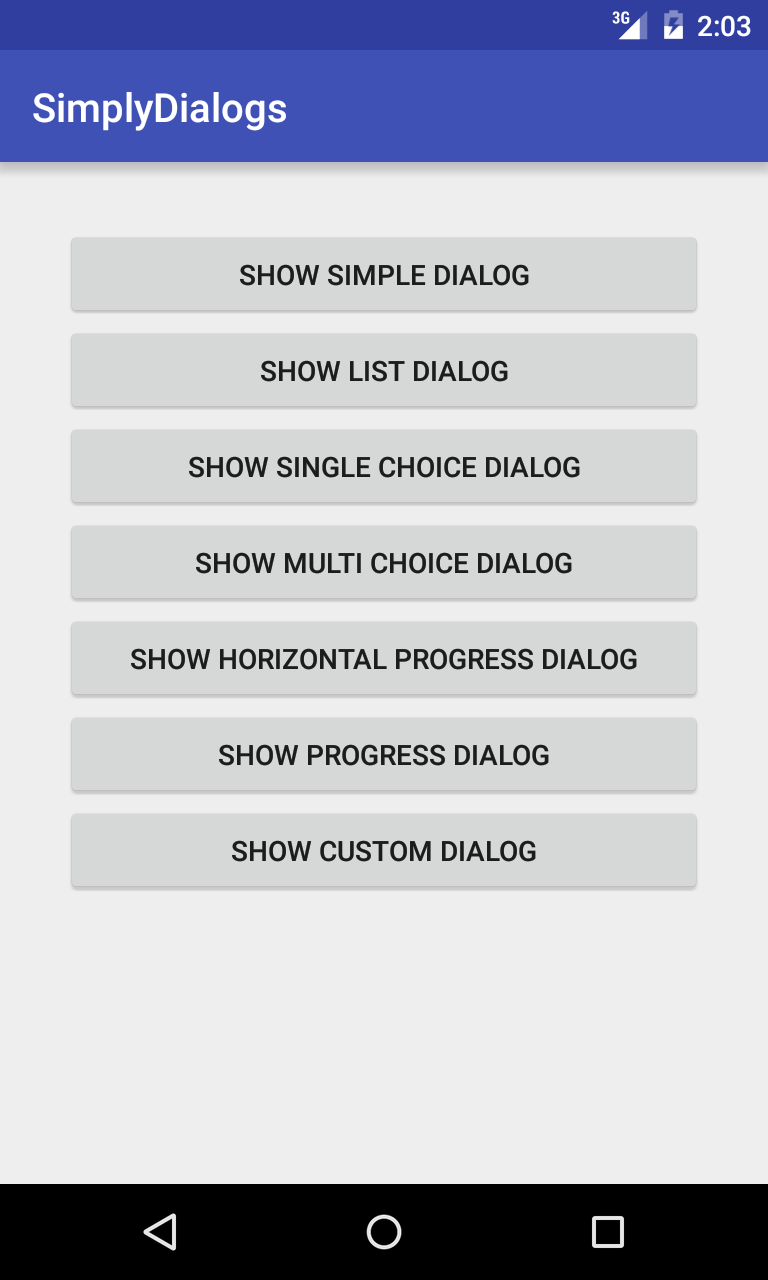 3G 2:03
SimplyDialogs
SHOW SIMPLE DIALOG
SHOW LIST DIALOG
SHOW SINGLE CHOICE DIALOG
SHOW MULTI CHOICE DIALOG
SHOW HORIZONTAL PROGRESS DIALOG
SHOW PROGRESS DIALOG
SHOW CUSTOM DIALOG